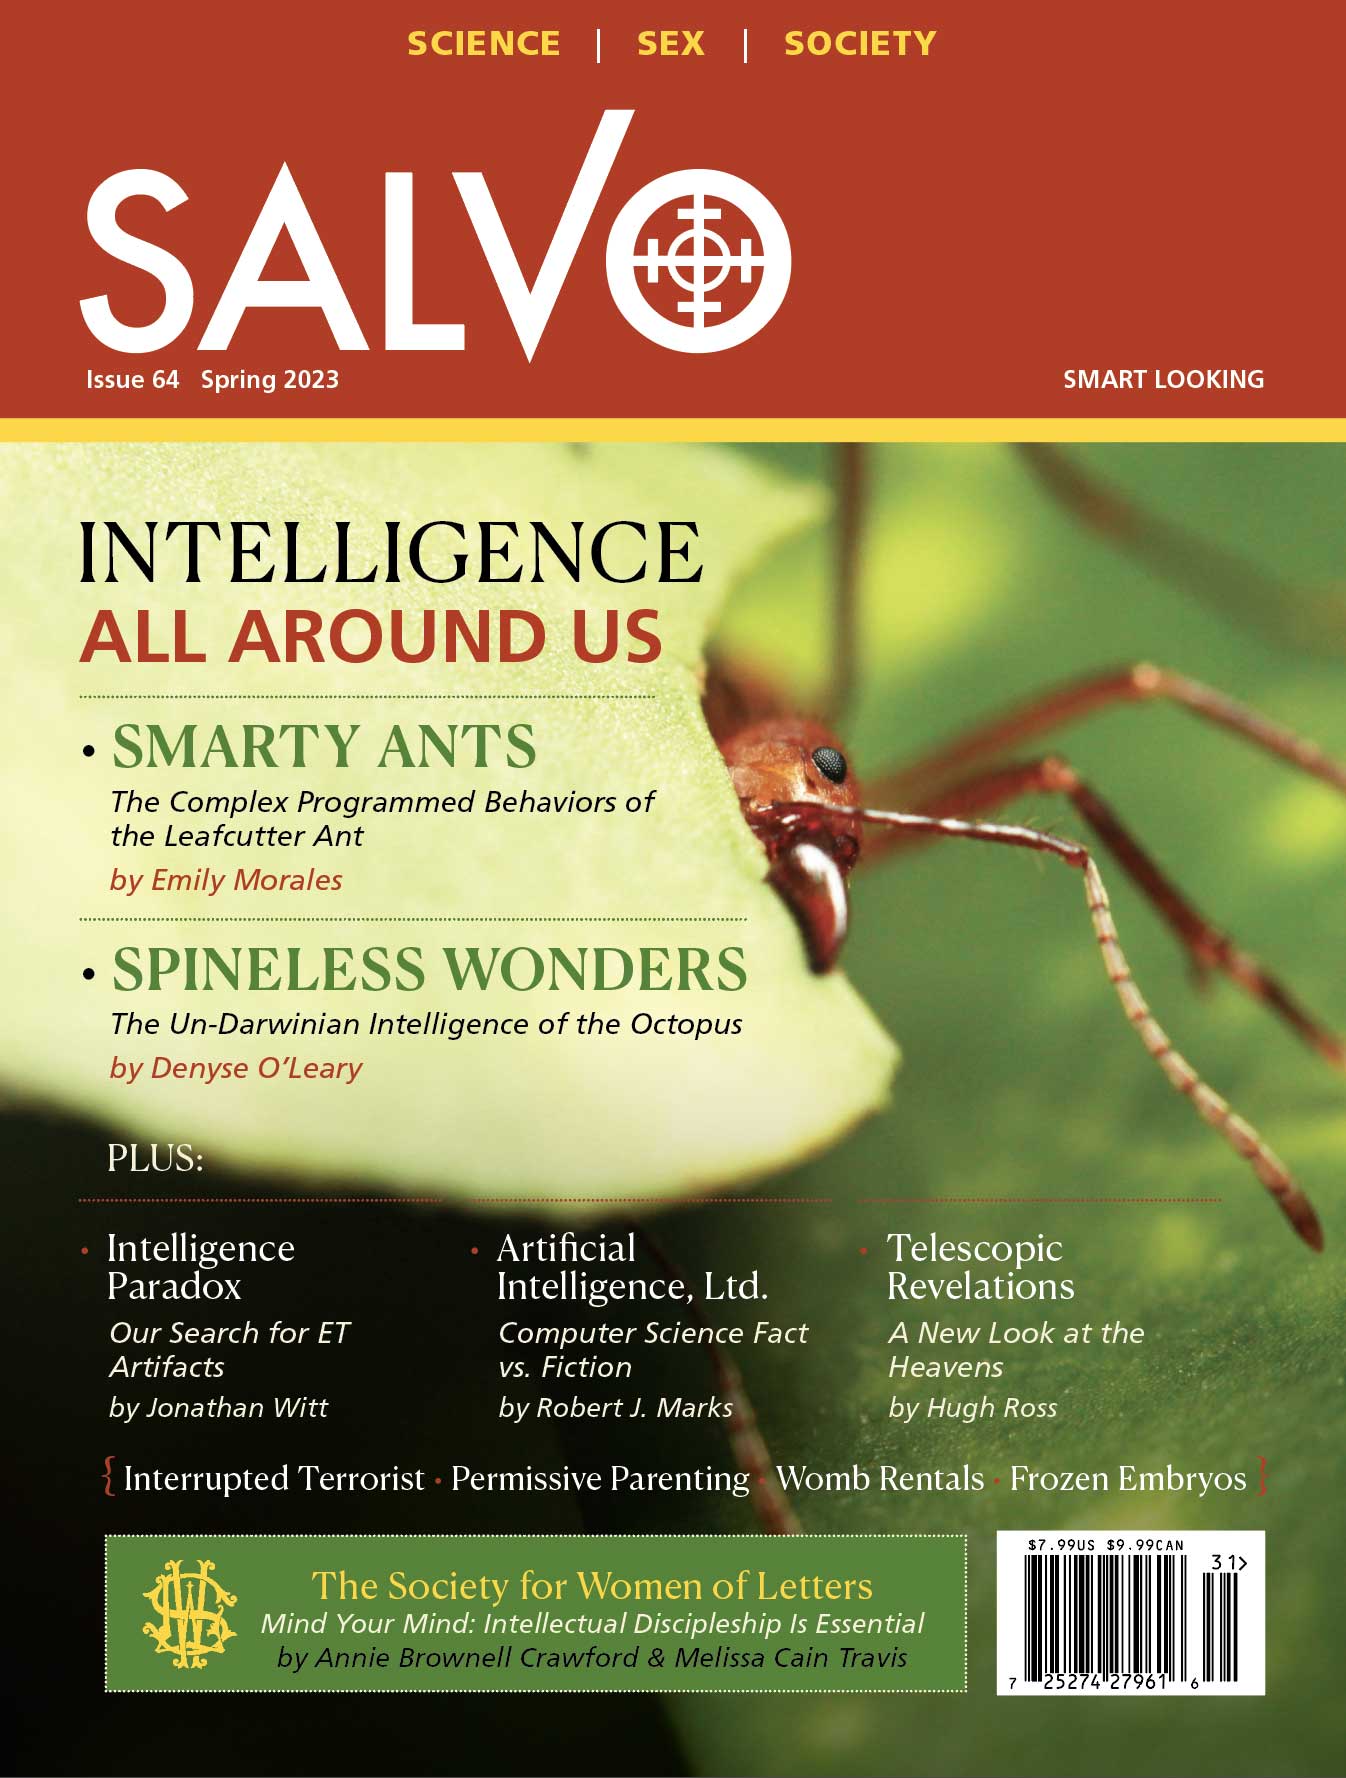 SCIENCE | SEX | SOCIETY
SALVO
Issue 64 Spring 2023
SMART LOOKING
INTELLIGENCE
ALL AROUND US
• SMARTY ANTS
The Complex Programmed Behaviors of
the Leafcutter Ant
by Emily Morales
• SPINELESS WONDERS
The Un-Darwinian Intelligence of the Octopus
by Denyse O’Leary
PLUS:
• Intelligence
Paradox
Our Search for ET
Artifacts
by Jonathan Witt
• Artificial
Intelligence, Ltd.
Computer Science Fact
vs. Fiction
by Robert J. Marks
• Telescopic
Revelations
A New Look at the
Heavens
by Hugh Ross
{ Interrupted Terrorist • Permissive Parenting • Womb Rentals • Frozen Embryos }
SWL
The Society for Women of Letters
Mind Your Mind: Intellectual Discipleship Is Essential
by Annie Brownell Crawford & Melissa Cain Travis
$7.99US $9.99CAN
31>
7 25274 27961 6